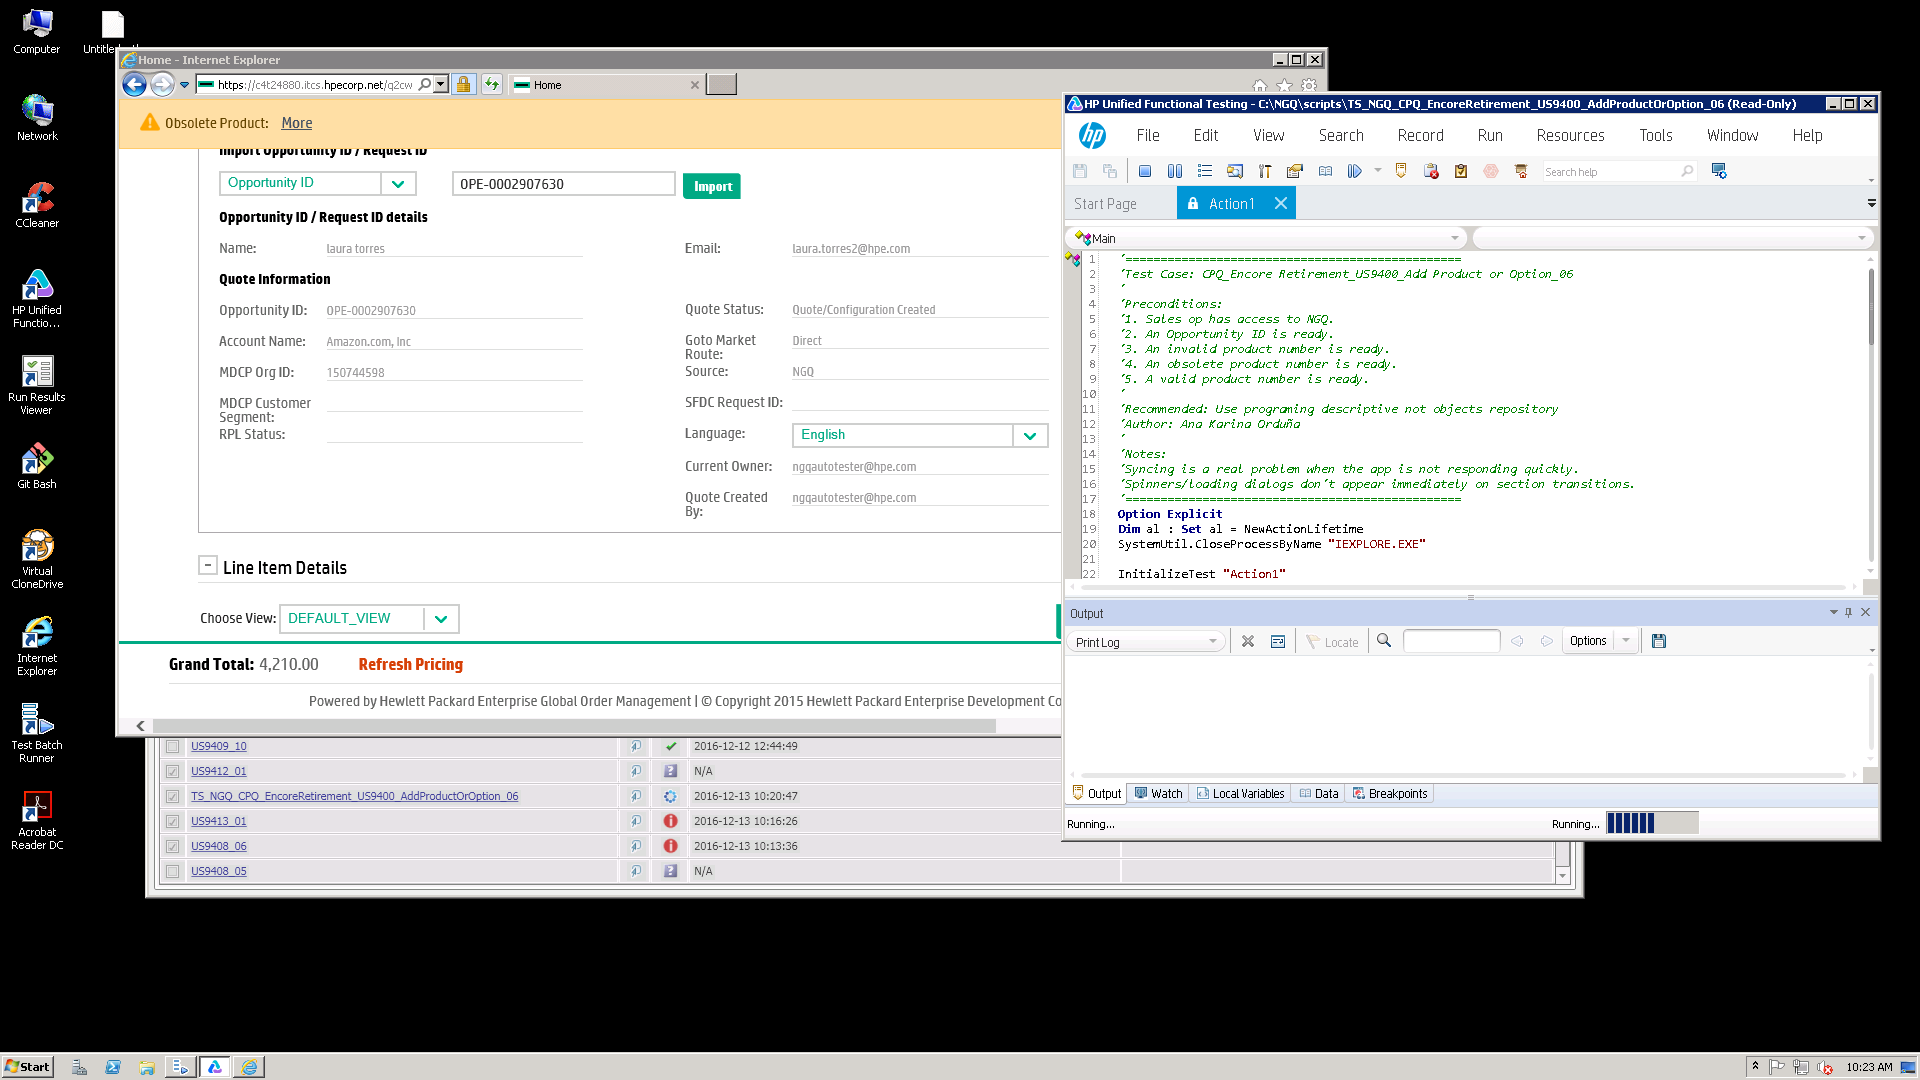 Computer
Untitled
Network
CCleaner
HP Unified
Functio...
Run Results
Viewer
Git Bash
Virtual
CloneDrive
Internet
Explorer
Test Batch
Runner
Acrobat
Reader DC
Home - Internet Explorer
https://c4t24880.itcs.hpecorp.net/q2cw
Home
Obsolete Product: More
Import Opportunity ID / Request ID
Opportunity ID
OPE-0002907630
Import
Opportunity ID / Request ID details
Name: laura torres
Email: laura.torres2@hpe.com
Quote Information
Opportunity ID: OPE-0002907630
Quote Status: Quote/Configuration Created
Account Name: Amazon.com, Inc
Goto Market
Route: Direct
MDCP Org ID: 150744598
Source: NGQ
MDCP Customer
Segment:
SFDC Request ID:
RPL Status:
Language: English
Current Owner: ngqautotester@hpe.com
Quote Created
By: ngqautotester@hpe.com
- Line Item Details
Choose View: DEFAULT_VIEW
Grand Total: 4,210.00 Refresh Pricing
Powered by Hewlett Packard Enterprise Global Order Management | © Copyright 2015 Hewlett Packard Enterprise Development Co
US9409_10 2016-12-12 12:44:49
US9412_01 N/A
TS_NGQ_CPQ_EncoreRetirement_US9400_AddProductOrOption_06 2016-12-13 10:20:47
US9413_01 2016-12-13 10:16:26
US9408_06 2016-12-13 10:13:36
US9408_05 N/A
HP Unified Functional Testing - C:\NGQ\scripts\TS_NGQ_CPQ_EncoreRetirement_US9400_AddProductOrOption_06 (Read-Only)
hp File Edit View Search Record Run Resources Tools Window Help
Search help
Start Page Action1
Main
1 '================================================
2 'Test Case: CPQ_Encore Retirement_US9400_Add Product or Option_06
3 '
4 'Preconditions:
5 '1. Sales op has access to NGQ.
6 '2. An Opportunity ID is ready.
7 '3. An invalid product number is ready.
8 '4. An obsolete product number is ready.
9 '5. A valid product number is ready.
10 '
11 'Recommended: Use programing descriptive not objects repository
12 'Author: Ana Karina Orduña
13 '
14 'Notes:
15 'Syncing is a real problem when the app is not responding quickly.
16 'Spinners/loading dialogs don't appear immediately on section transitions.
17 '================================================
18 Option Explicit
19 Dim al : Set al = NewActionLifetime
20 SystemUtil.CloseProcessByName "IEXPLORE.EXE"
21
22 InitializeTest "Action1"
Output
Print Log Locate Options
Output Watch Local Variables Data Breakpoints
Running... Running...
Start
10:23 AM